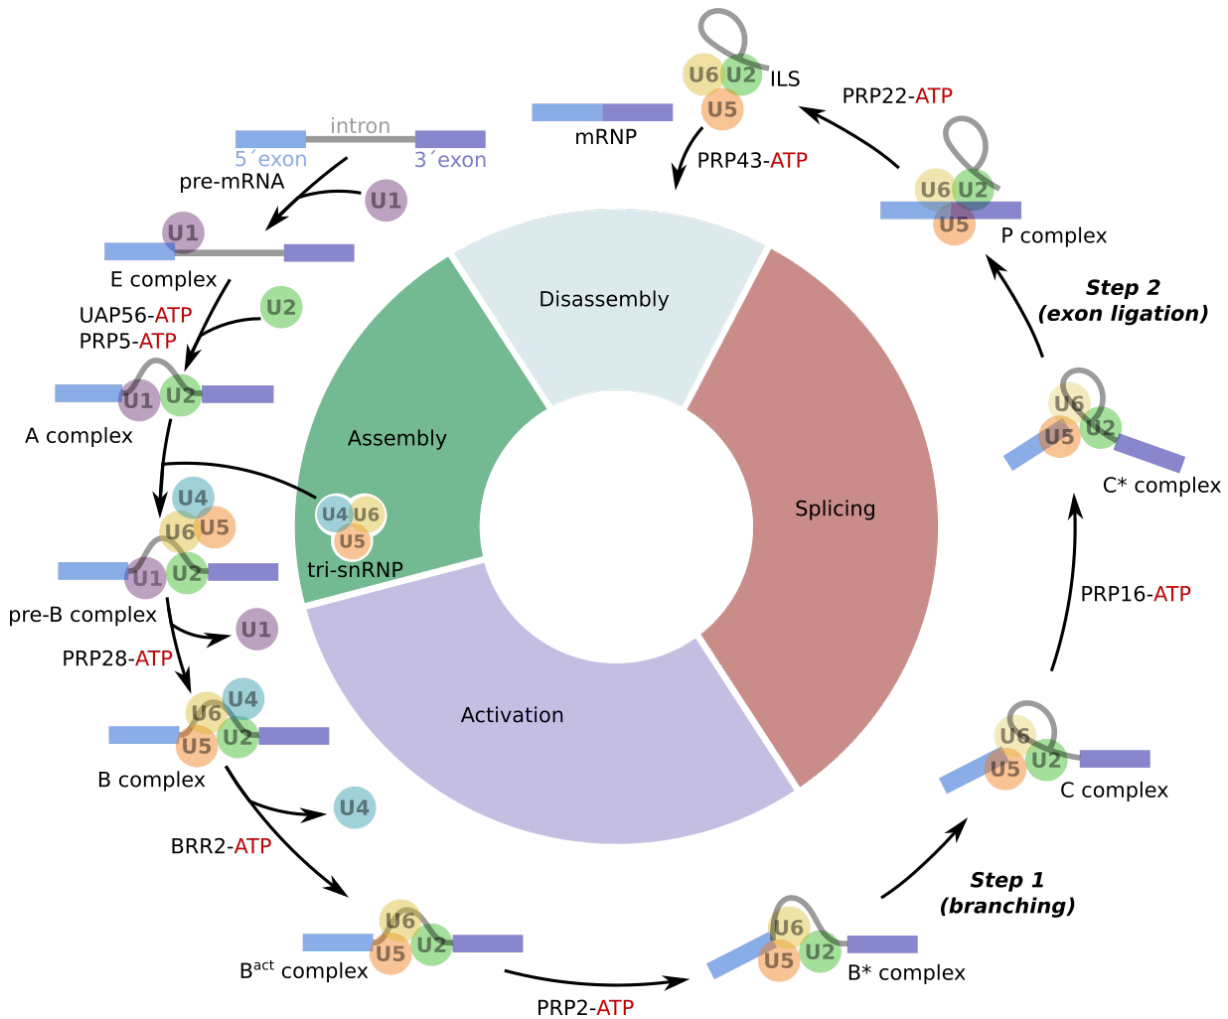 intron
5´exon
3´exon
pre-mRNA
U1
U1
E complex
UAP56-ATP
PRP5-ATP
U2
U1
U2
A complex
U4
U6
U5
U1
U2
pre-B complex
U4
U6
U5
tri-snRNP
PRP28-ATP
U1
U6
U4
U5
U2
B complex
BRR2-ATP
U4
U6
U5
U2
Bact complex
PRP2-ATP
U6
U5
U2
B* complex
Step 1
(branching)
U6
U5
U2
C complex
PRP16-ATP
U6
U5
U2
C* complex
Step 2
(exon ligation)
U6
U2
U5
P complex
PRP22-ATP
U6
U2
U5
ILS
mRNP
PRP43-ATP
Disassembly
Assembly
Splicing
Activation